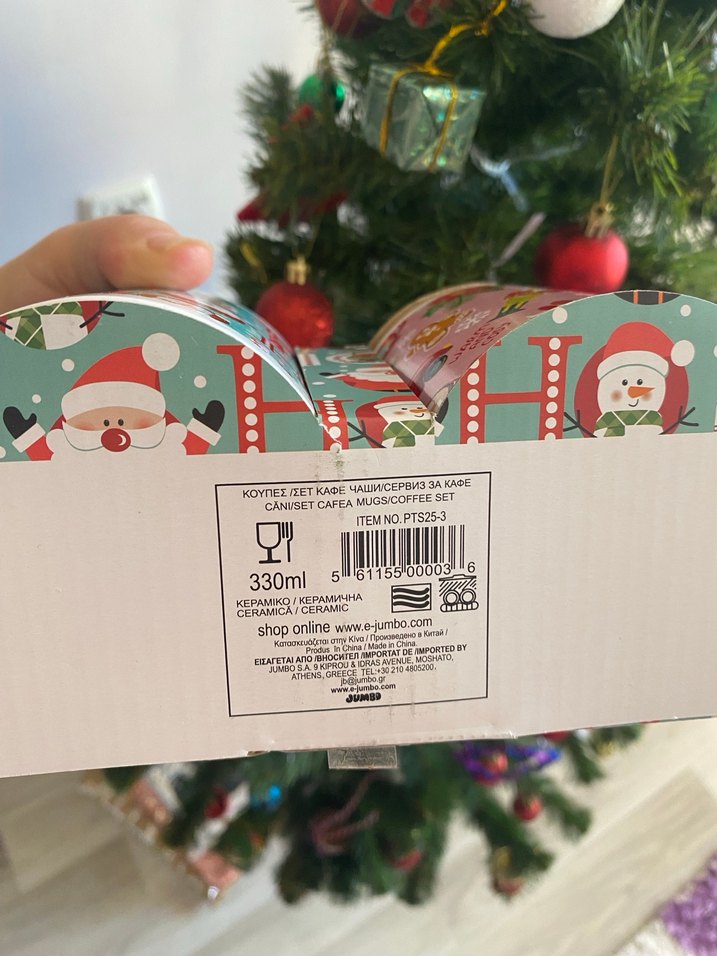 HOHO
ΚΟΥΠΕΣ /ΣΕΤ ΚΑΦΕ ЧАШИ/СЕРВИЗ ЗА КАФЕ
CĂNI/SET CAFEA MUGS/COFFEE SET
ITEM NO. PTS25-3
330ml
5 61155 00003 6
ΚΕΡΑΜΙΚΟ / КЕРАМИЧНА
CERAMICĂ / CERAMIC
shop online www.e-jumbo.com
Κατασκευάζεται στην Κίνα / Произведено в Китай /
Produs In China / Made in China.
ΕΙΣΑΓΕΤΑΙ ΑΠΟ /ВНОСИТЕЛ /IMPORTAT DE /IMPORTED BY
JUMBO S.A. 9 KIPROU & IDRAS AVENUE, MOSHATO,
ATHENS, GREECE TEL:+30 210 4805200,
jb@jumbo.gr
www.e-jumbo.com
JUMBO